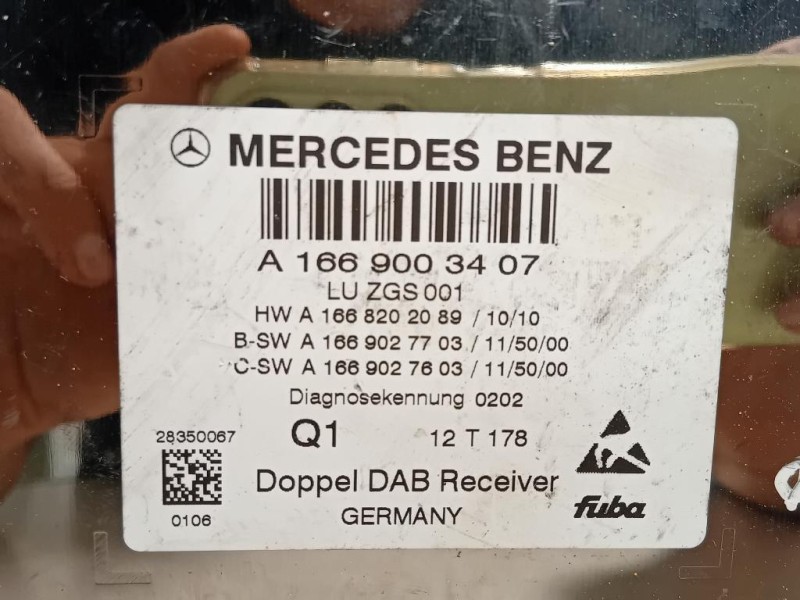 MERCEDES BENZ
A 166 900 34 07
LU ZGS 001
HW A 166 820 20 89 / 10/10
B-SW A 166 902 77 03 / 11/50/00
C-SW A 166 902 76 03 / 11/50/00
Diagnosekennung 0202
28350067 Q1 12 T 178
Doppel DAB Receiver
0106 GERMANY fuba